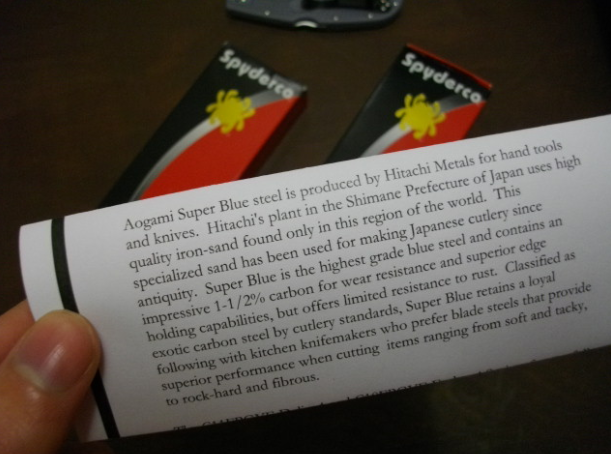 Spyderco
Spyderco
Aogami Super Blue steel is produced by Hitachi Metals for hand tools
and knives. Hitachi's plant in the Shimane Prefecture of Japan uses high
quality iron-sand found only in this region of the world. This
specialized sand has been used for making Japanese cutlery since
antiquity. Super Blue is the highest grade blue steel and contains an
impressive 1-1/2% carbon for wear resistance and superior edge
holding capabilities, but offers limited resistance to rust. Classified as
exotic carbon steel by cutlery standards, Super Blue retains a loyal
following with kitchen knifemakers who prefer blade steels that provide
superior performance when cutting items ranging from soft and tacky,
to rock-hard and fibrous.